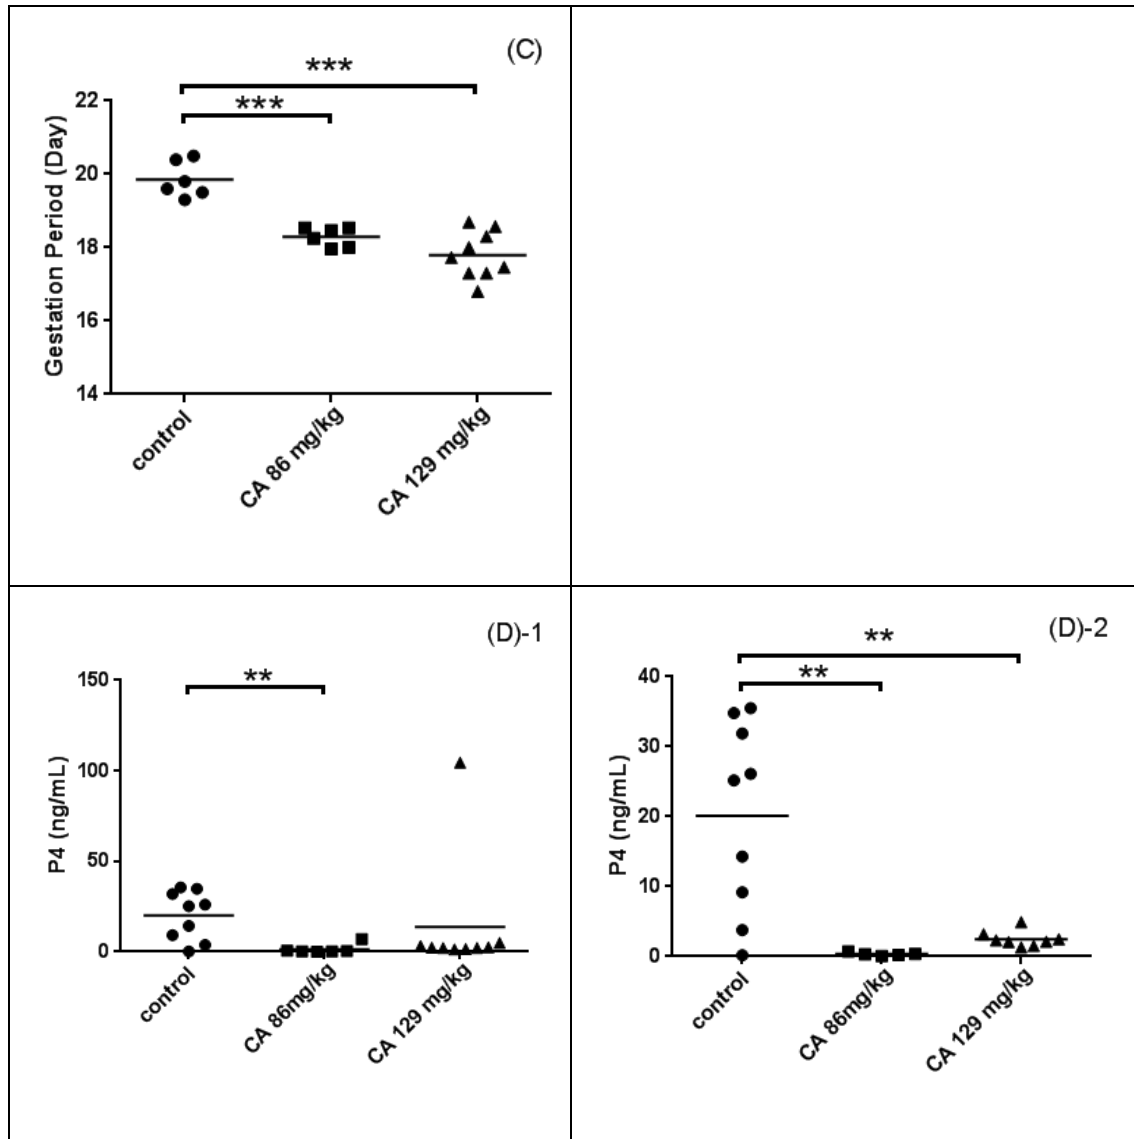 (C)
***
***
22
20
18
16
14
Gestation Period (Day)
control
CA 86 mg/kg
CA 129 mg/kg
(D)-1
**
150
100
50
0
P4 (ng/mL)
control
CA 86mg/kg
CA 129 mg/kg
(D)-2
**
**
40
30
20
10
0
P4 (ng/mL)
control
CA 86mg/kg
CA 129 mg/kg